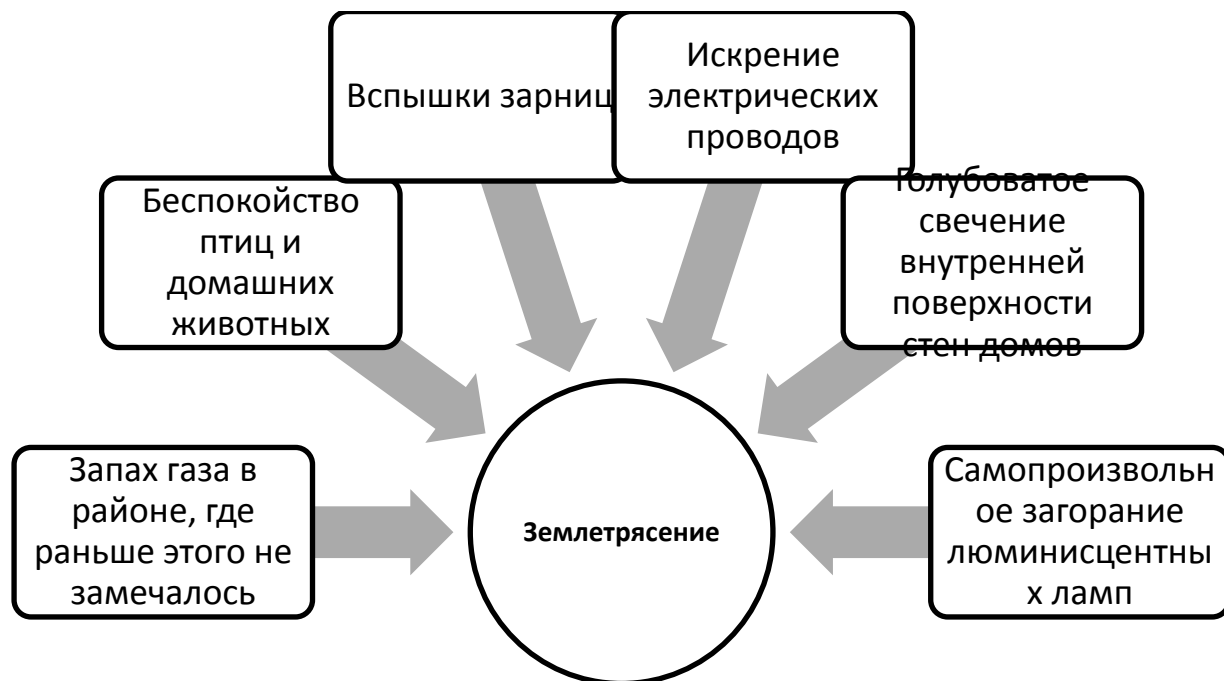 Вспышки зарниц
Искрение
электрических
проводов
Беспокойство
птиц и
домашних
животных
Голубоватое
свечение
внутренней
поверхности
стен домов
Запах газа в
районе, где
раньше этого не
замечалось
Землетрясение
Самопроизвольн
ое загорание
люминисцентны
х ламп